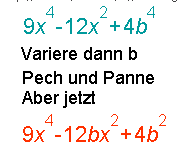 9x⁴-12x²+4b⁴
Variere dann b
Pech und Panne
Aber jetzt
9x⁴-12bx²+4b²